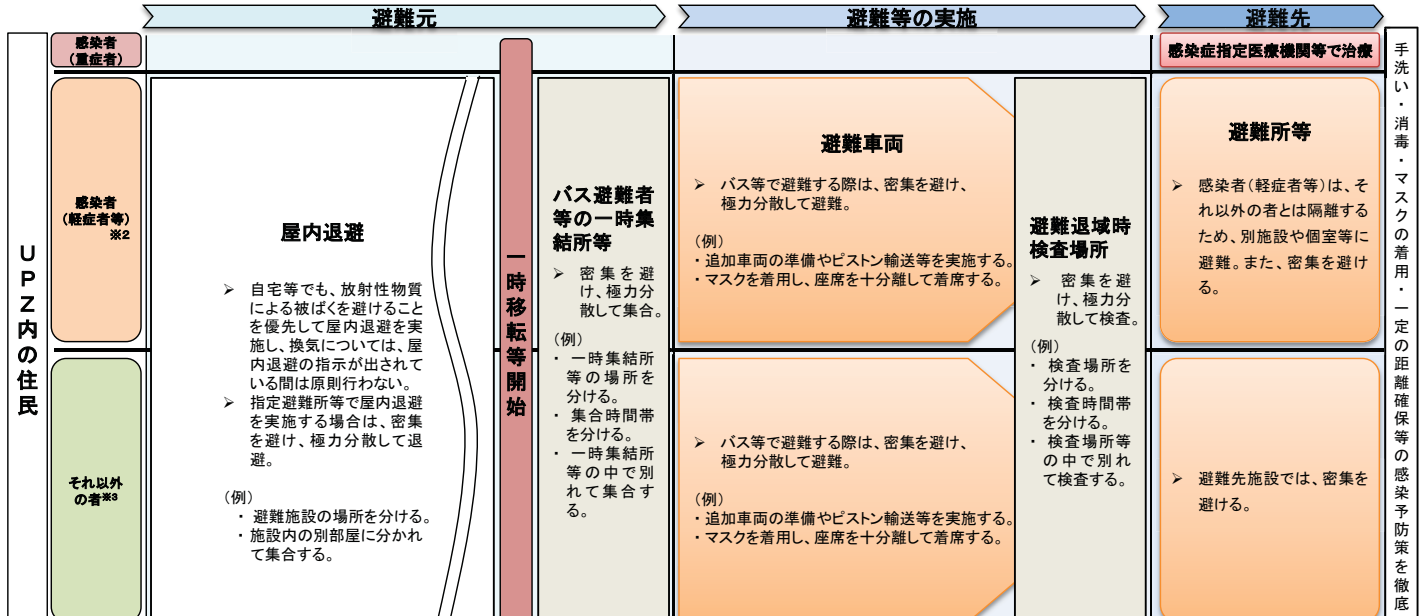 避難元
避難等の実施
避難先
UPZ内の住民
感染者
(重症者)
感染者
(軽症者等)
※2
それ以外
の者※3
屋内退避
➢ 自宅等でも、放射性物質
による被ばくを避けること
を優先して屋内退避を実
施し、換気については、屋
内退避の指示が出されて
いる間は原則行わない。
➢ 指定避難所等で屋内退避
を実施する場合は、密集
を避け、極力分散して退
避。
(例)
・ 避難施設の場所を分ける。
・ 施設内の別部屋に分かれ
て集合する。
一時移転等開始
バス避難者
等の一時集
結所等
➢ 密集を避
け、極力分
散して集合。
(例)
・ 一時集結所
等の場所を
分ける。
・ 集合時間帯
を分ける。
・ 一時集結所
等の中で別
れて集合す
る。
避難車両
➢ バス等で避難する際は、密集を避け、
極力分散して避難。
(例)
・追加車両の準備やピストン輸送等を実施する。
・マスクを着用し、座席を十分離して着席する。
➢ バス等で避難する際は、密集を避け、
極力分散して避難。
(例)
・追加車両の準備やピストン輸送等を実施する。
・マスクを着用し、座席を十分離して着席する。
避難退域時
検査場所
➢ 密集を避
け、極力分
散して検査。
(例)
・ 検査場所を
分ける。
・ 検査時間帯
を分ける。
・ 検査場所等
の中で別れ
て検査する。
感染症指定医療機関等で治療
避難所等
➢ 感染者(軽症者等)は、そ
れ以外の者とは隔離する
ため、別施設や個室等に
避難。また、密集を避け
る。
➢ 避難先施設では、密集を
避ける。
手洗い・消毒・マスクの着用・一定の距離確保等の感染予防策を徹底